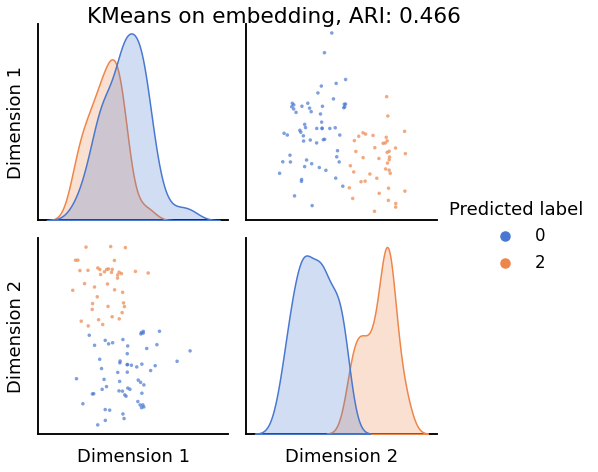 KMeans on embedding, ARI: 0.466
Dimension 1
Dimension 2
Dimension 1
Dimension 2
Predicted label
0
2